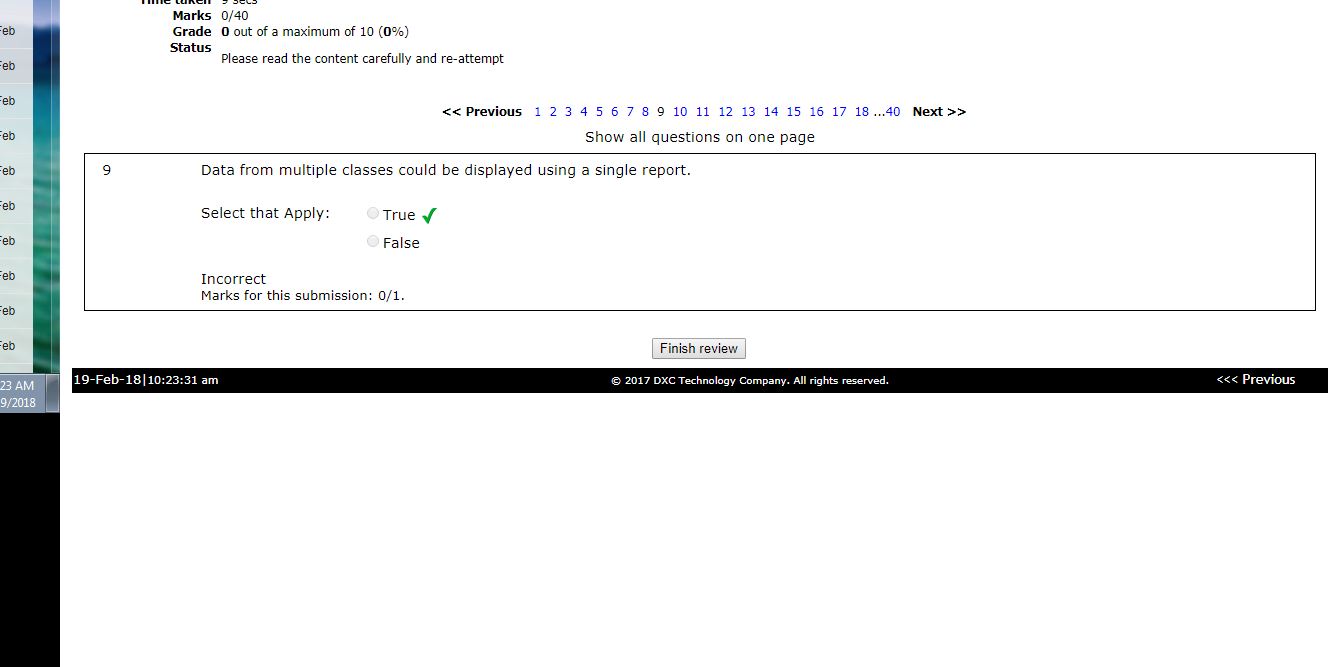 Time taken 9 secs
Marks 0/40
Grade 0 out of a maximum of 10 (0%)
Status
Please read the content carefully and re-attempt
<< Previous 1 2 3 4 5 6 7 8 9 10 11 12 13 14 15 16 17 18 ...40 Next >>
Show all questions on one page
9 Data from multiple classes could be displayed using a single report.
Select that Apply: True
False
Incorrect
Marks for this submission: 0/1.
Finish review
19-Feb-18|10:23:31 am © 2017 DXC Technology Company. All rights reserved. <<< Previous
Feb
Feb
Feb
Feb
Feb
Feb
Feb
Feb
Feb
Feb
23 AM
9/2018